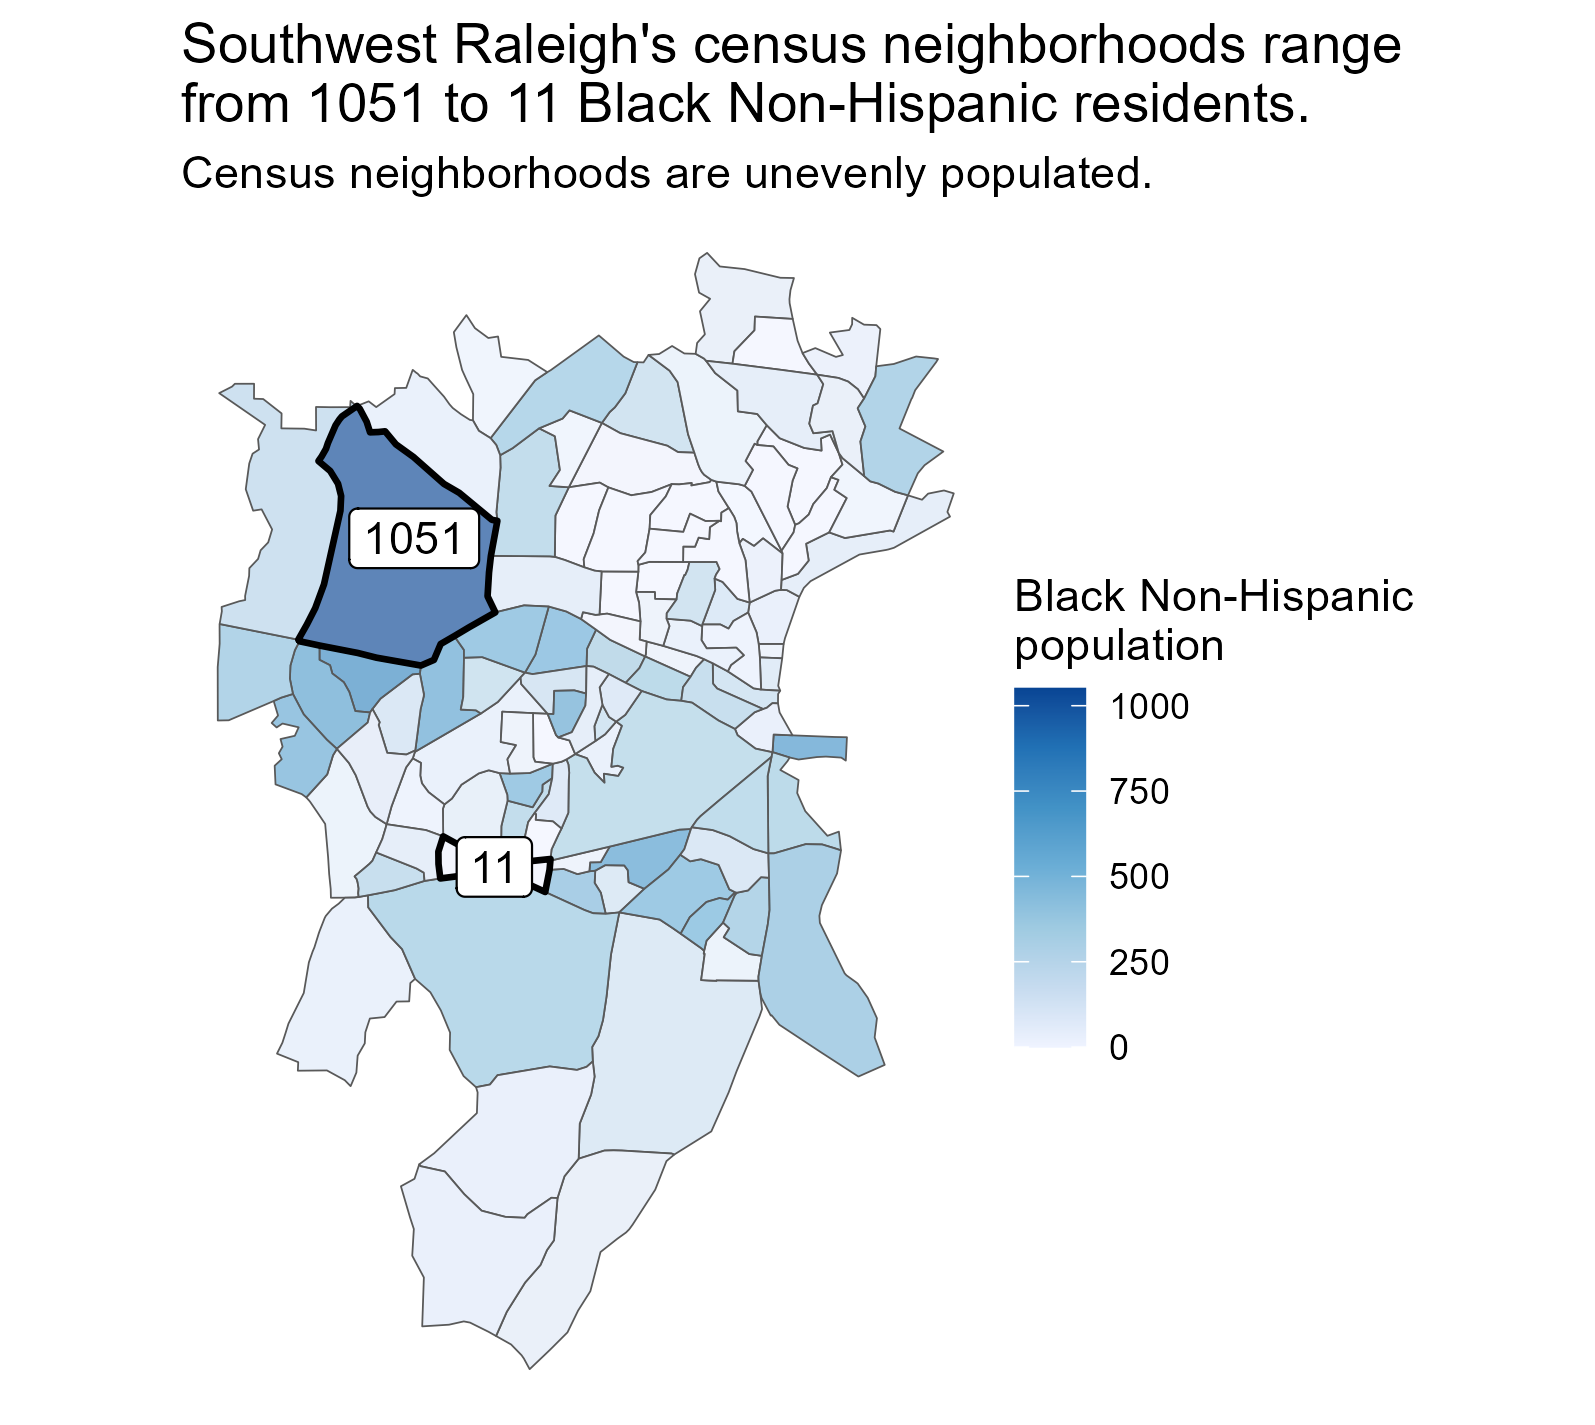 Southwest Raleigh's census neighborhoods range
from 1051 to 11 Black Non-Hispanic residents.
Census neighborhoods are unevenly populated.
1051
11
Black Non-Hispanic
population
1000
750
500
250
0